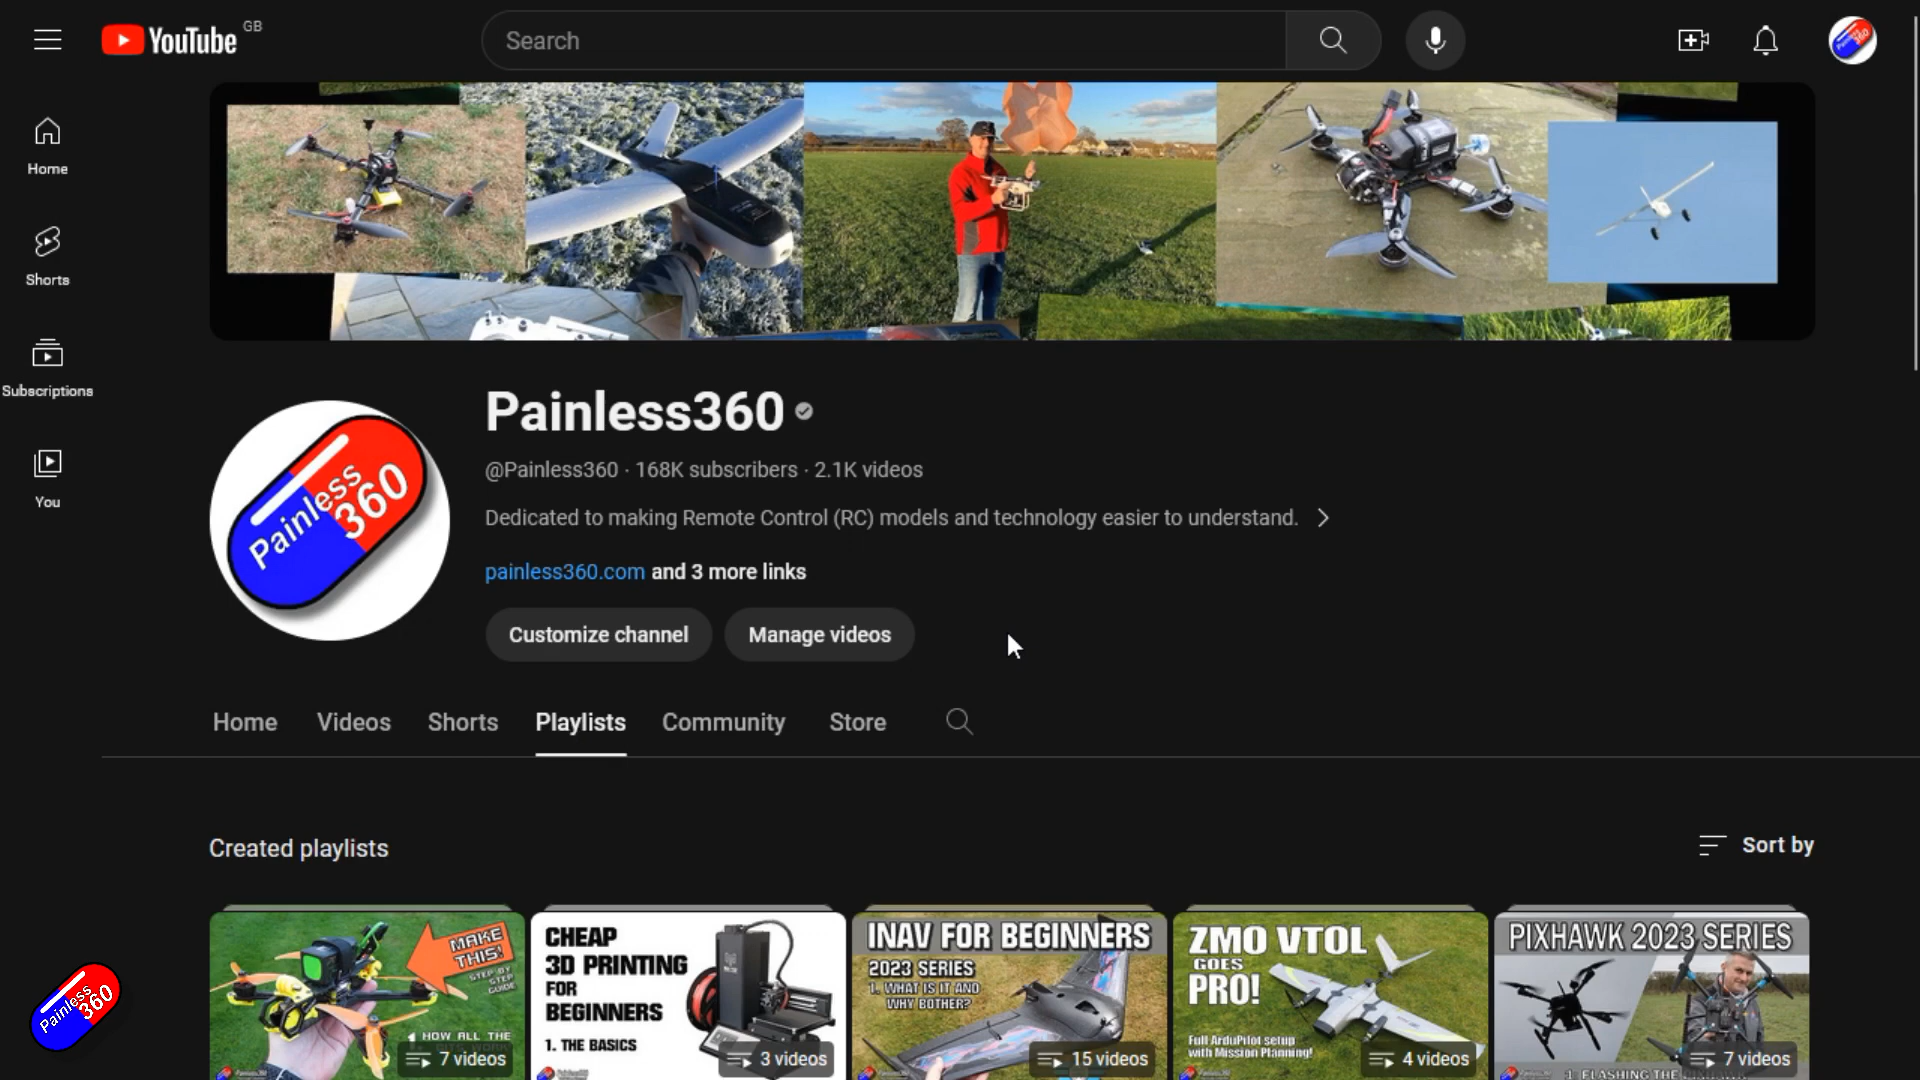 YouTube GB
Search
Home
Shorts
Subscriptions
You
Painless360
Painless360
@Painless360 · 168K subscribers · 2.1K videos
Dedicated to making Remote Control (RC) models and technology easier to understand.
painless360.com and 3 more links
Customize channel
Manage videos
Home
Videos
Shorts
Playlists
Community
Store
Created playlists
Sort by
MAKE
THIS!
STEP BY
STEP
GUIDE
1. HOW ALL THE
7 videos
CHEAP
3D PRINTING
FOR
BEGINNERS
1. THE BASICS
3 videos
INAV FOR BEGINNERS
2023 SERIES
1. WHAT IS IT AND
WHY BOTHER?
15 videos
ZMO VTOL
GOES
PRO!
Full ArduPilot setup
with Mission Planning!
4 videos
PIXHAWK 2023 SERIES
1. FLASHING THE
7 videos
Painless
360